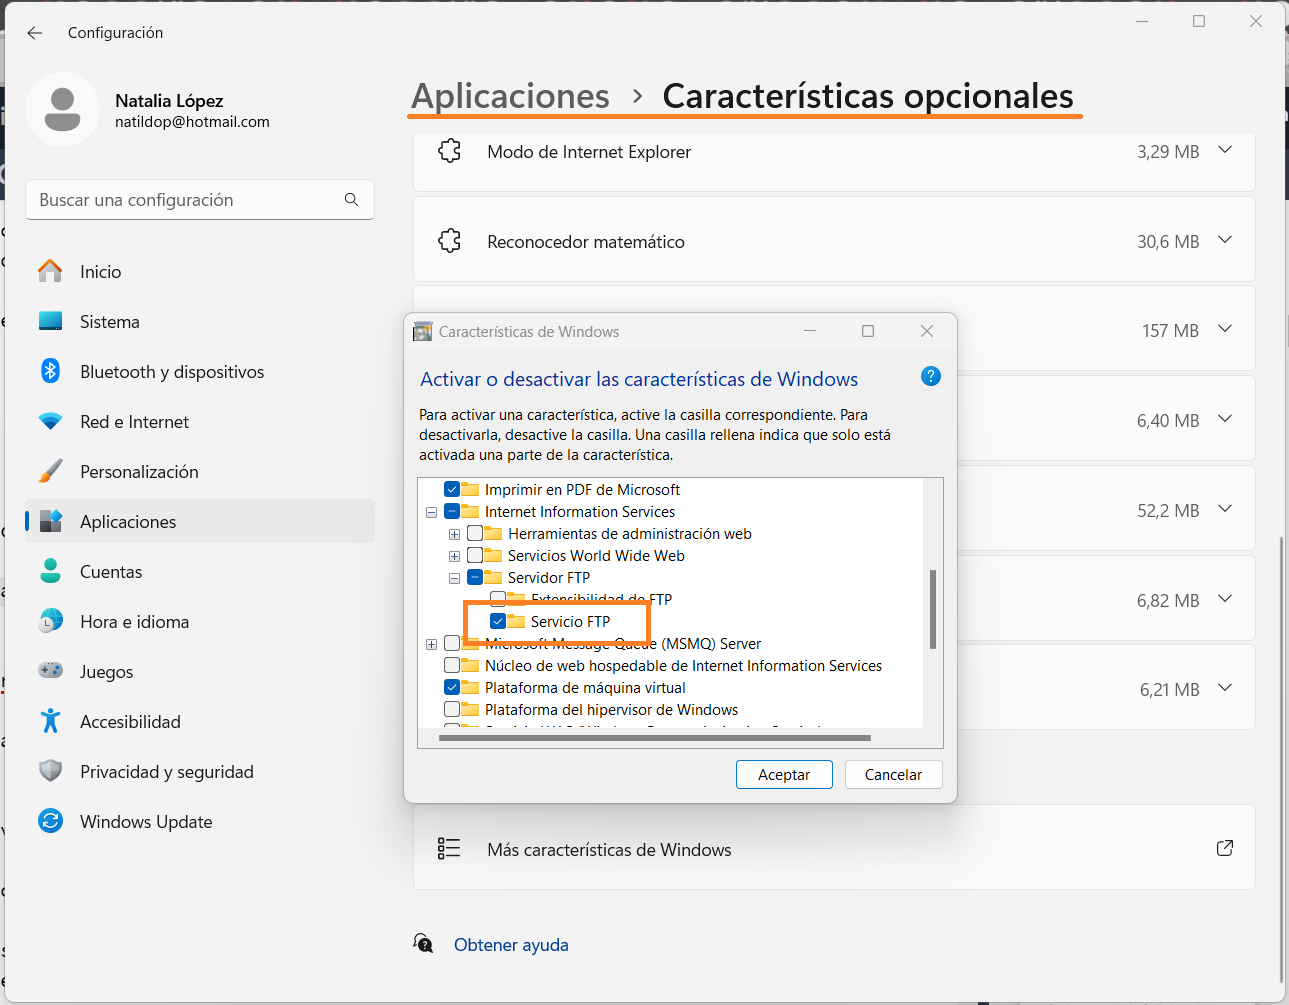 Configuración
Natalia López
natildop@hotmail.com
Buscar una configuración
Inicio
Sistema
Bluetooth y dispositivos
Red e Internet
Personalización
Aplicaciones
Cuentas
Hora e idioma
Juegos
Accesibilidad
Privacidad y seguridad
Windows Update
Aplicaciones > Características opcionales
Modo de Internet Explorer 3,29 MB
Reconocedor matemático 30,6 MB
157 MB
6,40 MB
52,2 MB
6,82 MB
6,21 MB
Características de Windows
Activar o desactivar las características de Windows
Para activar una característica, active la casilla correspondiente. Para
desactivarla, desactive la casilla. Una casilla rellena indica que solo está
activada una parte de la característica.
Imprimir en PDF de Microsoft
Internet Information Services
Herramientas de administración web
Servicios World Wide Web
Servidor FTP
Extensibilidad de FTP
Servicio FTP
Microsoft Message Queue (MSMQ) Server
Núcleo de web hospedable de Internet Information Services
Plataforma de máquina virtual
Plataforma del hipervisor de Windows
Aceptar
Cancelar
Más características de Windows
Obtener ayuda